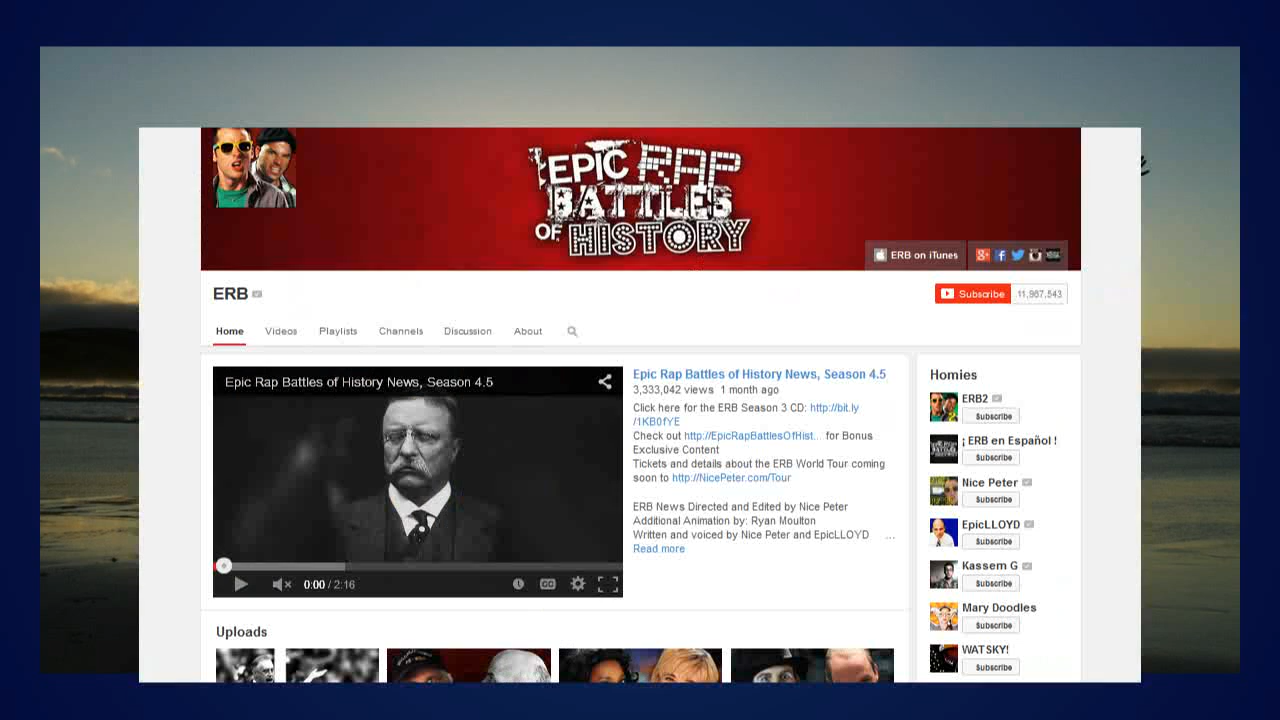 EPIC RAP
BATTLES
OF HISTORY
ERB on iTunes
ERB
Subscribe 11,967,543
Home Videos Playlists Channels Discussion About
Epic Rap Battles of History News, Season 4.5
0:00 / 2:16
CC
Epic Rap Battles of History News, Season 4.5
3,333,042 views 1 month ago
Click here for the ERB Season 3 CD: http://bit.ly
/1KB0fYE
Check out http://EpicRapBattlesOfHist... for Bonus
Exclusive Content
Tickets and details about the ERB World Tour coming
soon to http://NicePeter.com/Tour
ERB News Directed and Edited by Nice Peter
Additional Animation by: Ryan Moulton
Written and voiced by Nice Peter and EpicLLOYD ...
Read more
Uploads
Homies
ERB2
Subscribe
¡ ERB en Español !
Subscribe
Nice Peter
Subscribe
EpicLLOYD
Subscribe
Kassem G
Subscribe
Mary Doodles
Subscribe
WATSKY!
Subscribe